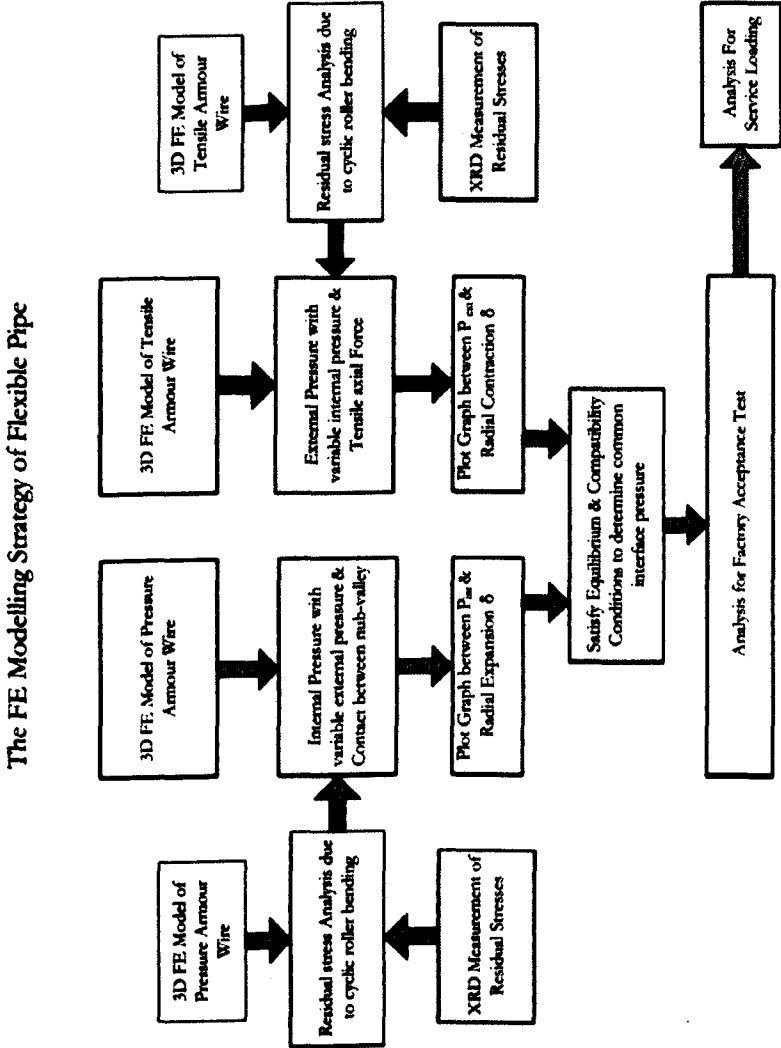 The FE Modelling Strategy of Flexible Pipe
3D FE Model of
Pressure Armour
Wire
Residual stress Analysis due
to cyclic roller bending
XRD Measurement of
Residual Stresses
3D FE Model of Pressure
Armour Wire
Internal Pressure with
variable external pressure &
Contact between nub-valley
Plot Graph between P int &
Radial Expansion δ
3D FE Model of Tensile
Armour Wire
External Pressure with
variable internal pressure &
Tensile axial Force
Plot Graph between P ext &
Radial Contraction δ
3D FE Model of
Tensile Armour
Wire
Residual stress Analysis due
to cyclic roller bending
XRD Measurement of
Residual Stresses
Satisfy Equilibrium & Compatibility
Conditions to determine common
interface pressure
Analysis for Factory Acceptance Test
Analysis For
Service Loading